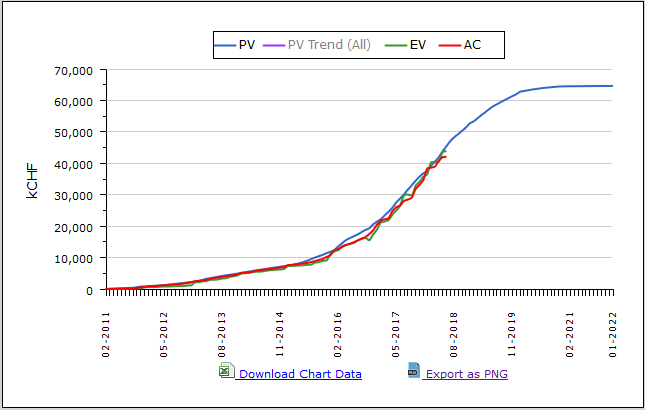 PV PV Trend (All) EV AC
70,000
60,000
50,000
40,000
30,000
20,000
10,000
0
kCHF
02-2011 05-2012 08-2013 11-2014 02-2016 05-2017 08-2018 11-2019 02-2021 01-2022
Download Chart Data Export as PNG